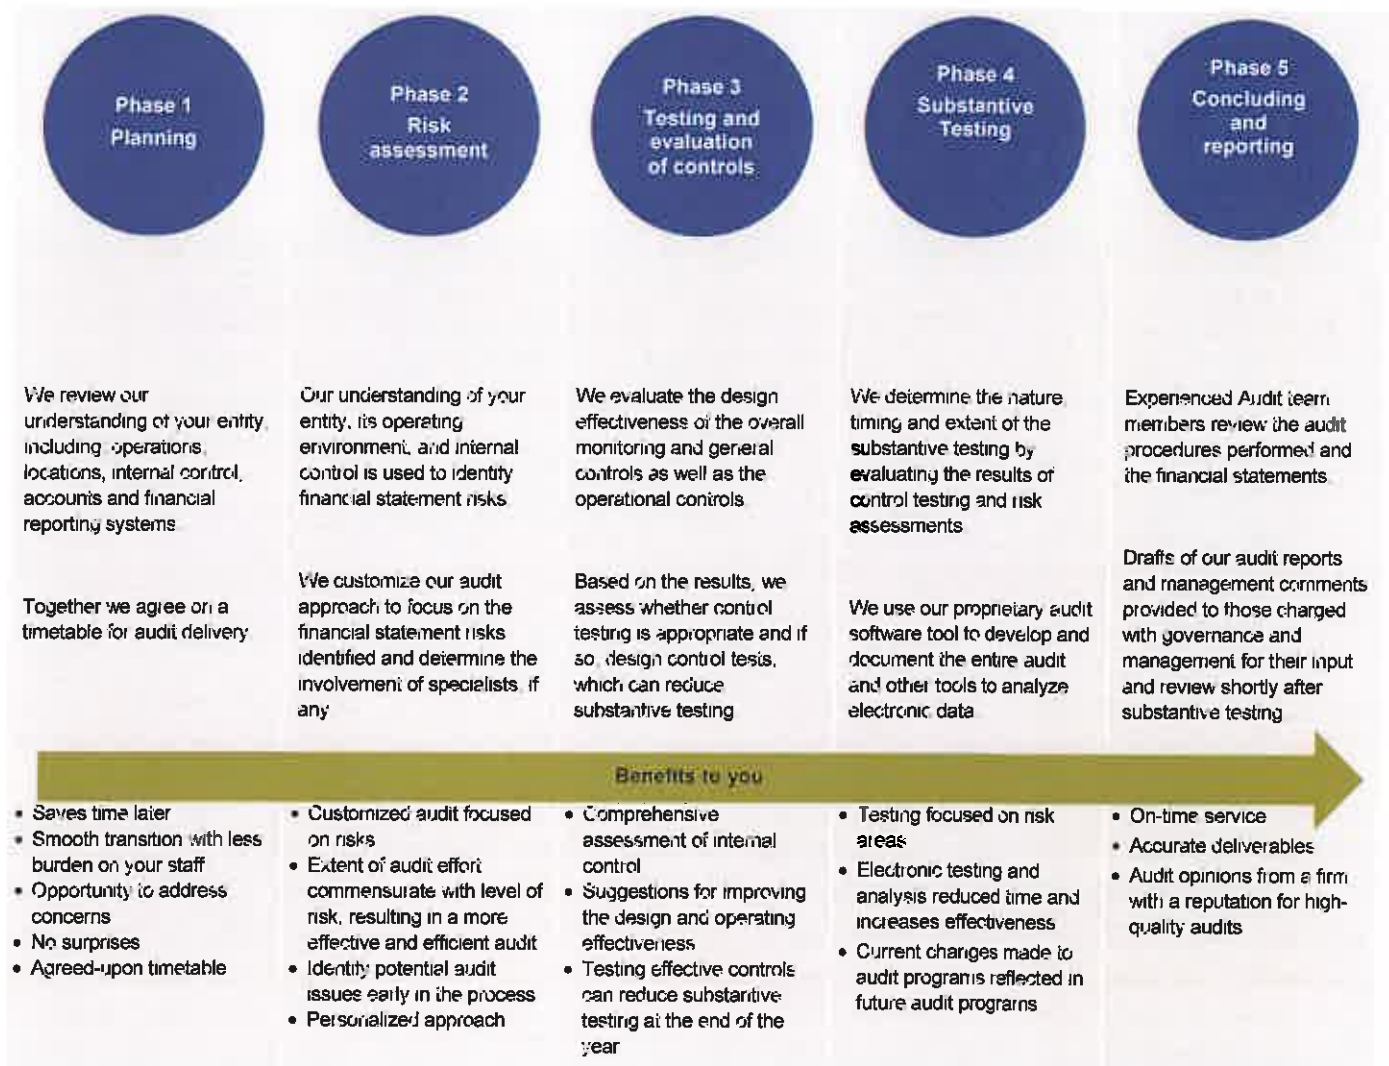 Phase 1
Planning
Phase 2
Risk
assessment
Phase 3
Testing and
evaluation
of controls
Phase 4
Substantive
Testing
Phase 5
Concluding
and
reporting
We review our
understanding of your entity,
including operations,
locations, internal control,
accounts and financial
reporting systems
Together we agree on a
timetable for audit delivery
Our understanding of your
entity, its operating
environment, and internal
control is used to identify
financial statement risks
We customize our audit
approach to focus on the
financial statement risks
identified and determine the
involvement of specialists, if
any
We evaluate the design
effectiveness of the overall
monitoring and general
controls as well as the
operational controls
Based on the results, we
assess whether control
testing is appropriate and if
so, design control tests,
which can reduce
substantive testing
We determine the nature,
timing and extent of the
substantive testing by
evaluating the results of
control testing and risk
assessments
We use our proprietary audit
software tool to develop and
document the entire audit
and other tools to analyze
electronic data
Experienced Audit team
members review the audit
procedures performed and
the financial statements
Drafts of our audit reports
and management comments
provided to those charged
with governance and
management for their input
and review shortly after
substantive testing
Benefits to you
• Saves time later
• Smooth transition with less
burden on your staff
• Opportunity to address
concerns
• No surprises
• Agreed-upon timetable
• Customized audit focused
on risks
• Extent of audit effort
commensurate with level of
risk, resulting in a more
effective and efficient audit
• Identify potential audit
issues early in the process
• Personalized approach
• Comprehensive
assessment of internal
control
• Suggestions for improving
the design and operating
effectiveness
• Testing effective controls
can reduce substantive
testing at the end of the
year
• Testing focused on risk
areas
• Electronic testing and
analysis reduced time and
increases effectiveness
• Current changes made to
audit programs reflected in
future audit programs
• On-time service
• Accurate deliverables
• Audit opinions from a firm
with a reputation for high-
quality audits